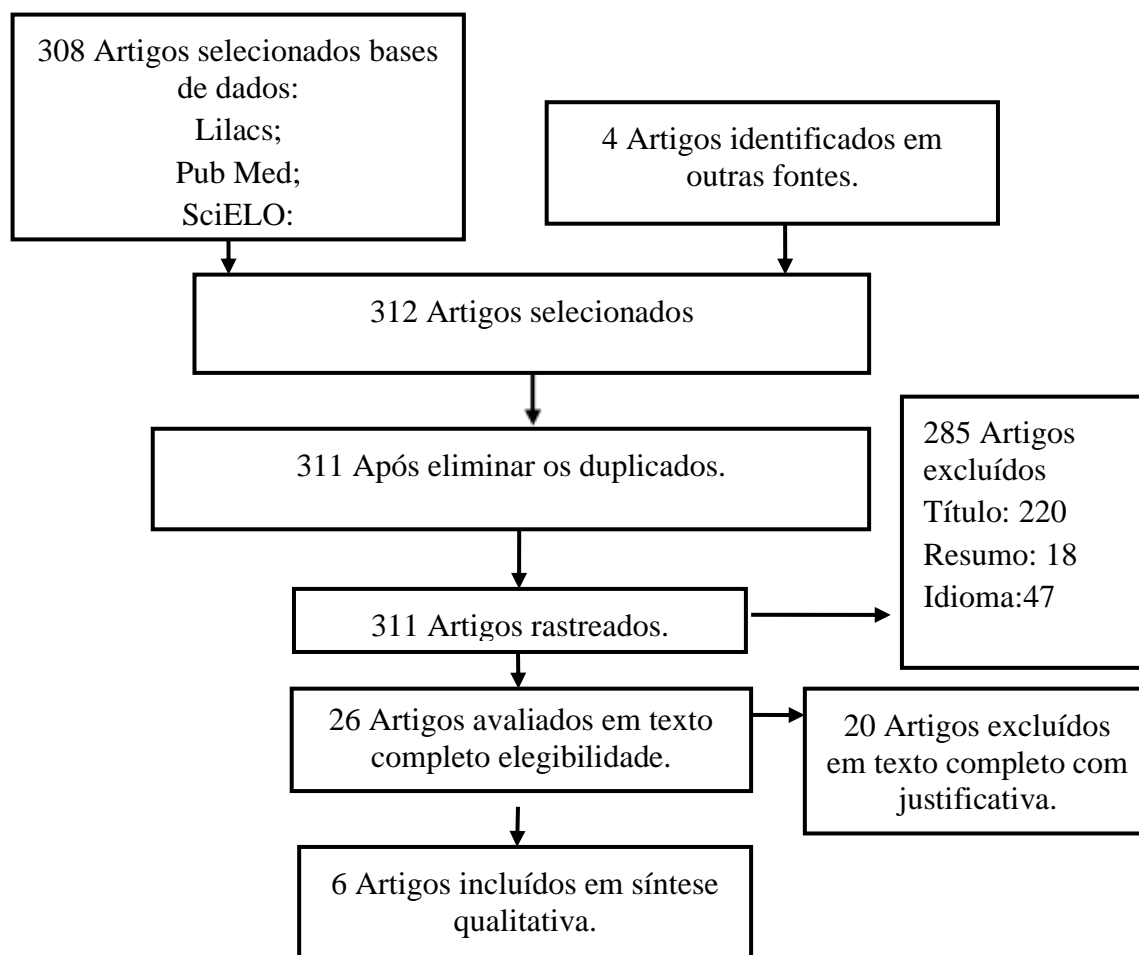 308 Artigos selecionados bases
de dados:
Lilacs;
Pub Med;
SciELO:
4 Artigos identificados em
outras fontes.
312 Artigos selecionados
311 Após eliminar os duplicados.
285 Artigos
excluídos
Título: 220
Resumo: 18
Idioma:47
311 Artigos rastreados.
26 Artigos avaliados em texto
completo elegibilidade.
20 Artigos excluídos
em texto completo com
justificativa.
6 Artigos incluídos em síntese
qualitativa.